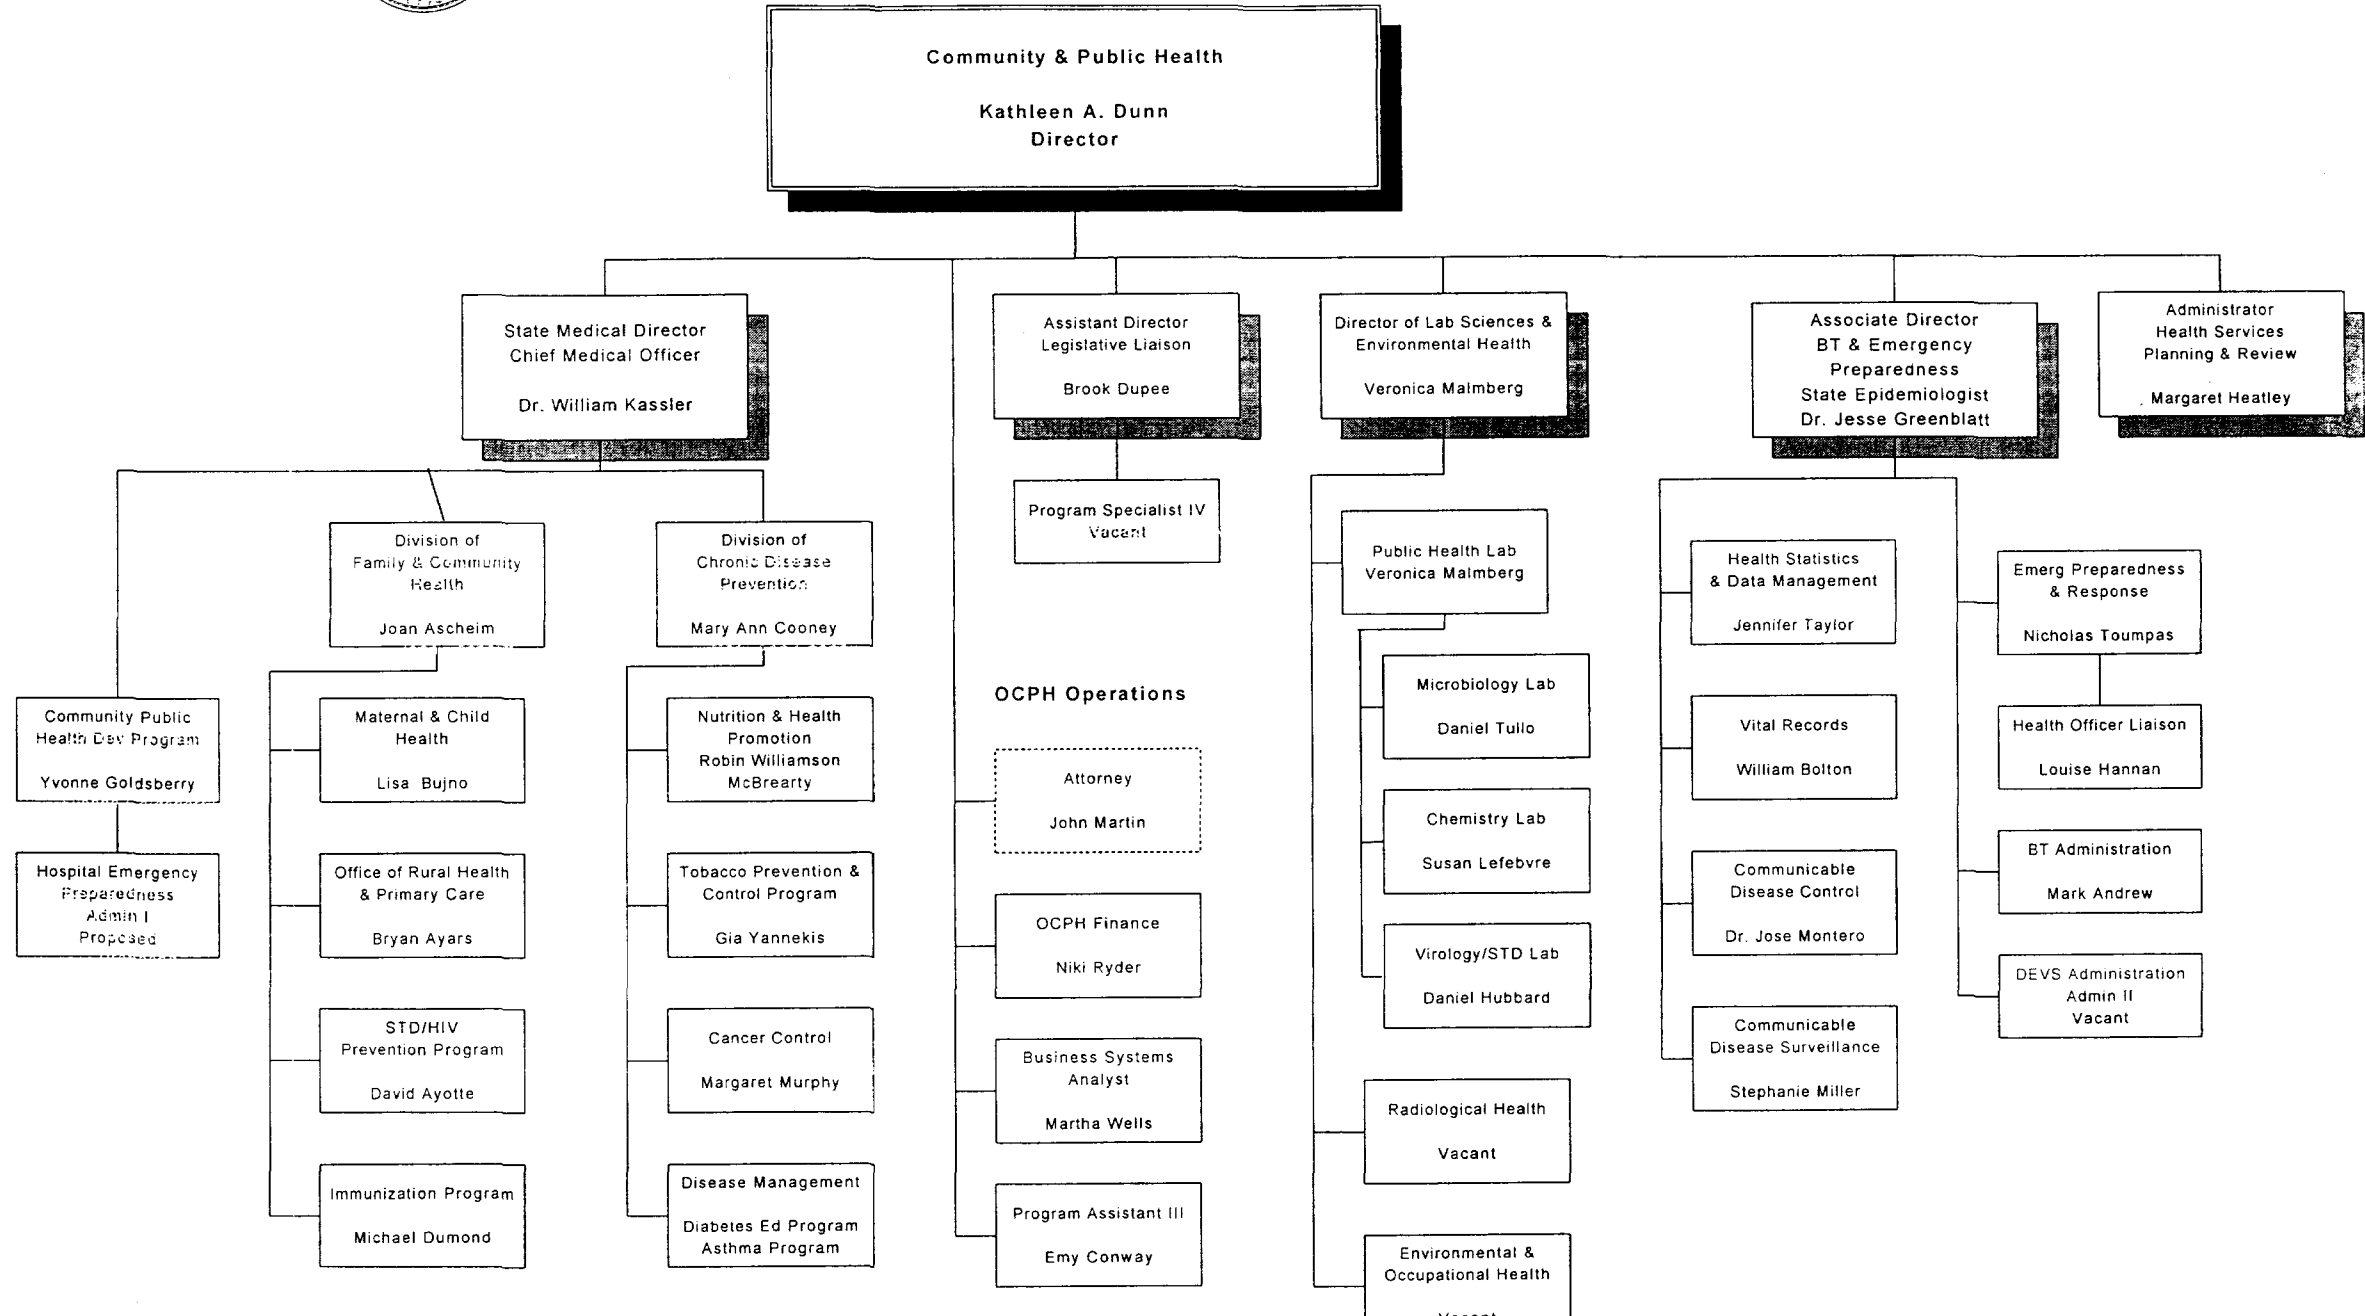 Community & Public Health
Kathleen A. Dunn
Director
State Medical Director
Chief Medical Officer
Dr. William Kassler
Assistant Director
Legislative Liaison
Brook Dupee
Director of Lab Sciences &
Environmental Health
Veronica Malmberg
Associate Director
BT & Emergency
Preparedness
State Epidemiologist
Dr. Jesse Greenblatt
Administrator
Health Services
Planning & Review
Margaret Heatley
Division of
Family & Community
Health
Joan Ascheim
Division of
Chronic Disease
Prevention
Mary Ann Cooney
Program Specialist IV
Vacant
Public Health Lab
Veronica Malmberg
Health Statistics
& Data Management
Jennifer Taylor
Emerg Preparedness
& Response
Nicholas Toumpas
Community Public
Health Dev Program
Yvonne Goldsberry
Maternal & Child
Health
Lisa Bujno
Nutrition & Health
Promotion
Robin Williamson
McBrearty
OCPH Operations
Attorney
John Martin
Microbiology Lab
Daniel Tullo
Vital Records
William Bolton
Health Officer Liaison
Louise Hannan
Hospital Emergency
Preparedness
Admin I
Proposed
Office of Rural Health
& Primary Care
Bryan Ayars
Tobacco Prevention &
Control Program
Gia Yannekis
OCPH Finance
Niki Ryder
Chemistry Lab
Susan Lefebvre
Communicable
Disease Control
Dr. Jose Montero
BT Administration
Mark Andrew
Virology/STD Lab
Daniel Hubbard
DEVS Administration
Admin II
Vacant
STD/HIV
Prevention Program
David Ayotte
Cancer Control
Margaret Murphy
Business Systems
Analyst
Martha Wells
Communicable
Disease Surveillance
Stephanie Miller
Radiological Health
Vacant
Immunization Program
Michael Dumond
Disease Management
Diabetes Ed Program
Asthma Program
Program Assistant III
Emy Conway
Environmental &
Occupational Health
Vacant